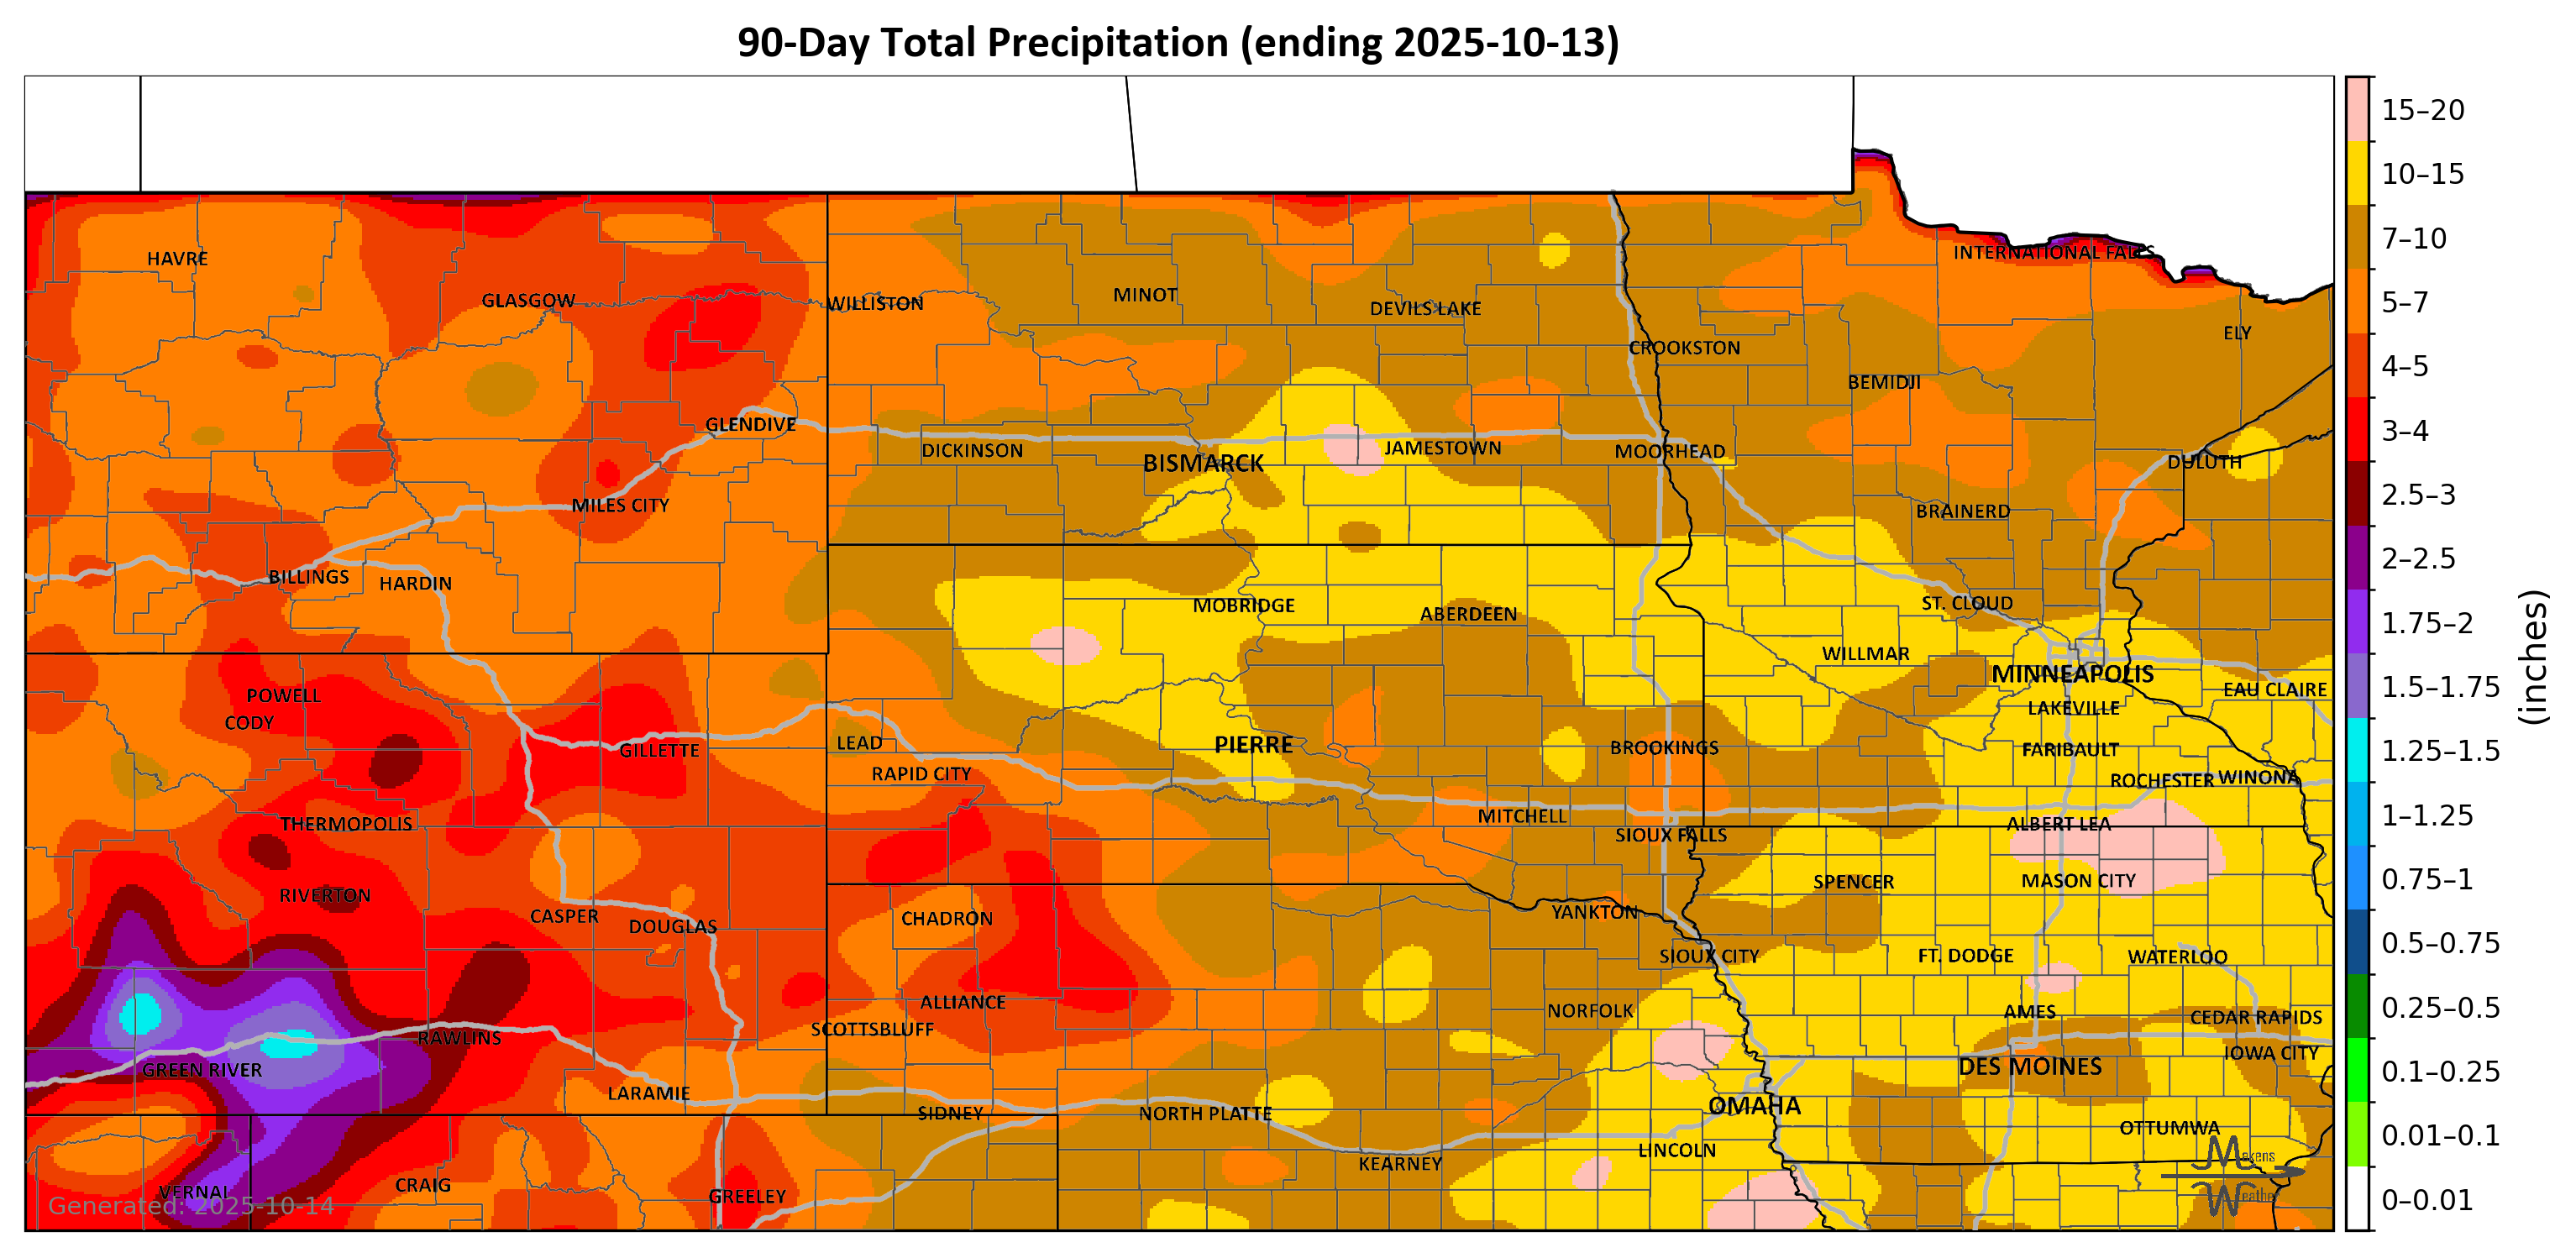 90-Day Total Precipitation (ending 2025-10-13)
15–20
10–15
7–10
5–7
4–5
3–4
2.5–3
2–2.5
1.75–2
1.5–1.75
1.25–1.5
1–1.25
0.75–1
0.5–0.75
0.25–0.5
0.1–0.25
0.01–0.1
0–0.01
(inches)
HAVRE
INTERNATIONAL FALLS
GLASGOW
WILLISTON
MINOT
DEVILS LAKE
ELY
CROOKSTON
BEMIDJI
GLENDIVE
DICKINSON
BISMARCK
JAMESTOWN
MOORHEAD
DULUTH
MILES CITY
BRAINERD
BILLINGS
HARDIN
MOBRIDGE
ABERDEEN
ST. CLOUD
WILLMAR
MINNEAPOLIS
POWELL
EAU CLAIRE
CODY
LAKEVILLE
GILLETTE
LEAD
PIERRE
BROOKINGS
FARIBAULT
RAPID CITY
ROCHESTER
WINONA
THERMOPOLIS
MITCHELL
SIOUX FALLS
ALBERT LEA
RIVERTON
SPENCER
MASON CITY
CASPER
DOUGLAS
CHADRON
YANKTON
SIOUX CITY
FT. DODGE
WATERLOO
ALLIANCE
NORFOLK
AMES
CEDAR RAPIDS
SCOTTSBLUFF
RAWLINS
IOWA CITY
GREEN RIVER
DES MOINES
LARAMIE
SIDNEY
NORTH PLATTE
OMAHA
OTTUMWA
LINCOLN
KEARNEY
VERNAL
CRAIG
GREELEY
Makens
Weather
Generated: 2025-10-14